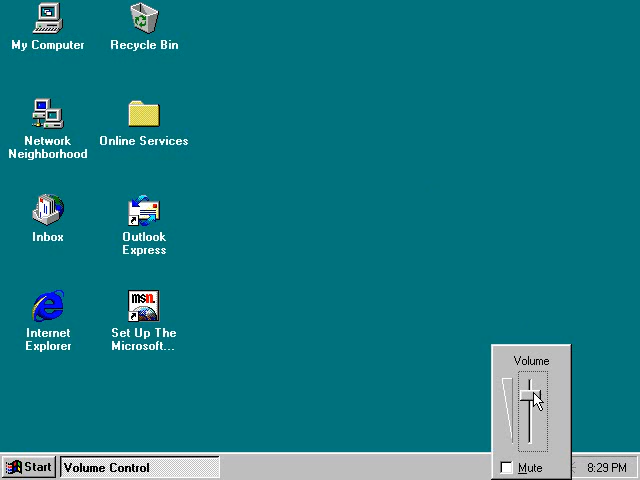 My Computer
Recycle Bin
Network
Neighborhood
Online Services
Inbox
Outlook
Express
Internet
Explorer
msn.
Set Up The
Microsoft...
Volume
Mute
Start
Volume Control
8:29 PM